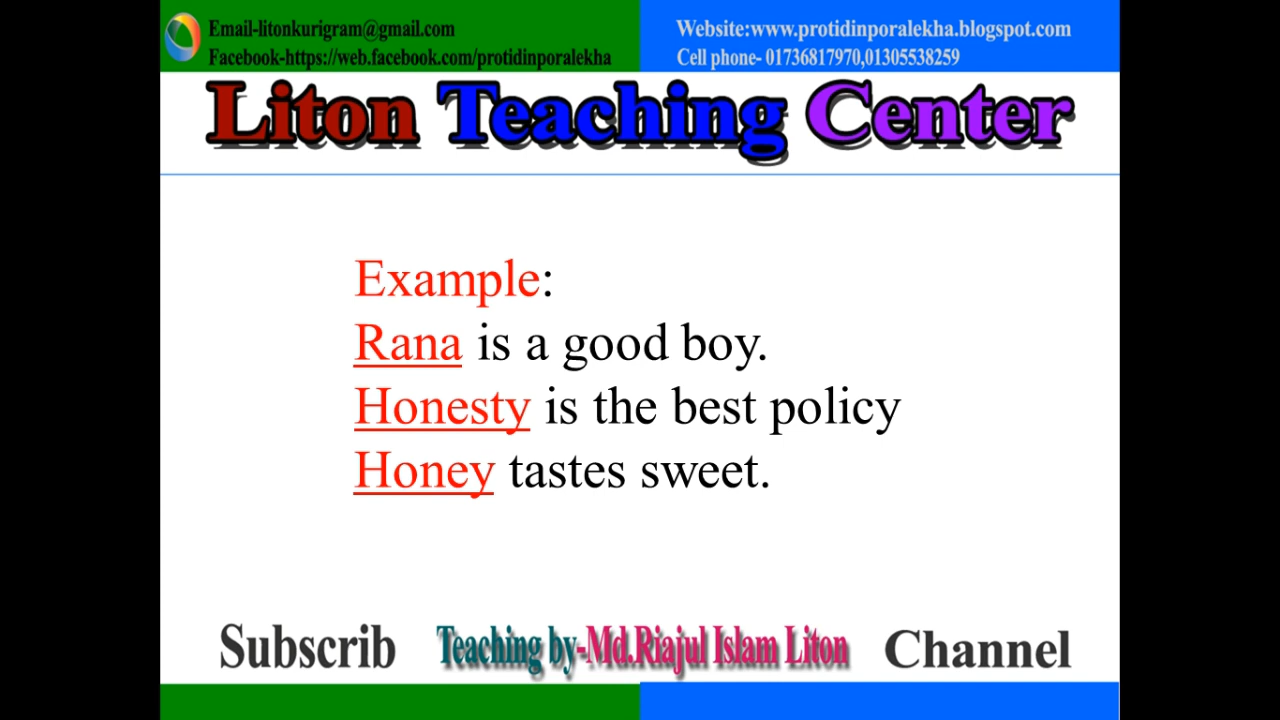 Email-litonkurigram@gmail.com
Facebook-https://web.facebook.com/protidinporalekha
Website:www.protidinporalekha.blogspot.com
Cell phone- 01736817970,01305538259
Liton Teaching Center
Example:
Rana is a good boy.
Honesty is the best policy
Honey tastes sweet.
Subscrib Teaching by-Md.Riajul Islam Liton Channel